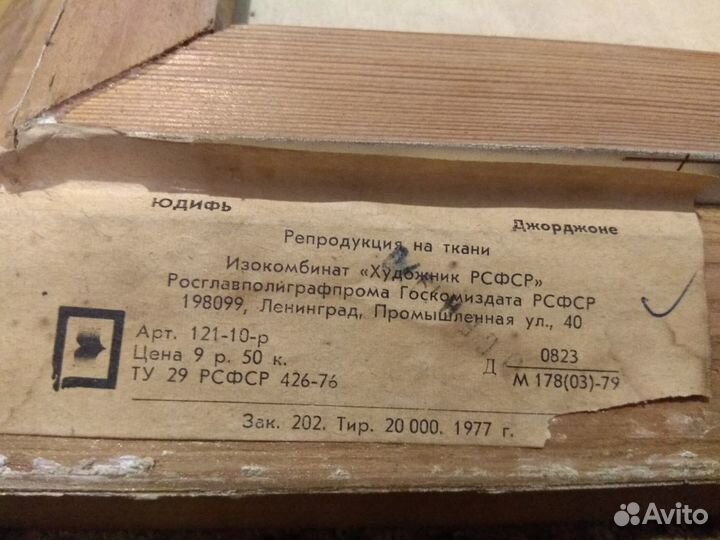 ЮДИФЬ
Джорджоне
Репродукция на ткани
Изокомбинат «Художник РСФСР»
Росглавполиграфпрома Госкомиздата РСФСР
198099, Ленинград, Промышленная ул., 40
Арт. 121-10-р
Цена 9 р. 50 к.
ТУ 29 РСФСР 426-76
Д 0823
М 178(03)-79
Зак. 202. Тир. 20 000. 1977 г.
Avito